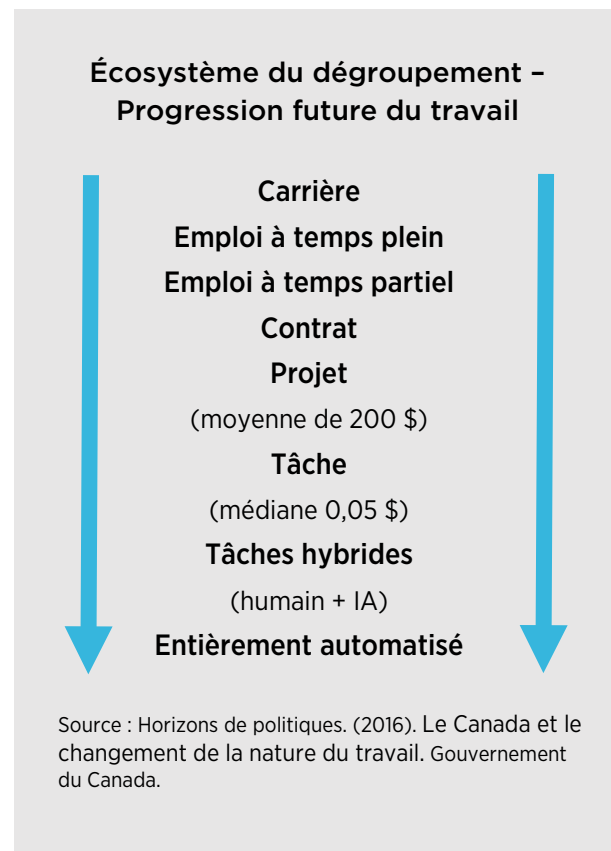 Écosystème du dégroupement –
Progression future du travail
Carrière
Emploi à temps plein
Emploi à temps partiel
Contrat
Projet
(moyenne de 200 $)
Tâche
(médiane 0,05 $)
Tâches hybrides
(humain + IA)
Entièrement automatisé
Source : Horizons de politiques. (2016). Le Canada et le
changement de la nature du travail. Gouvernement
du Canada.